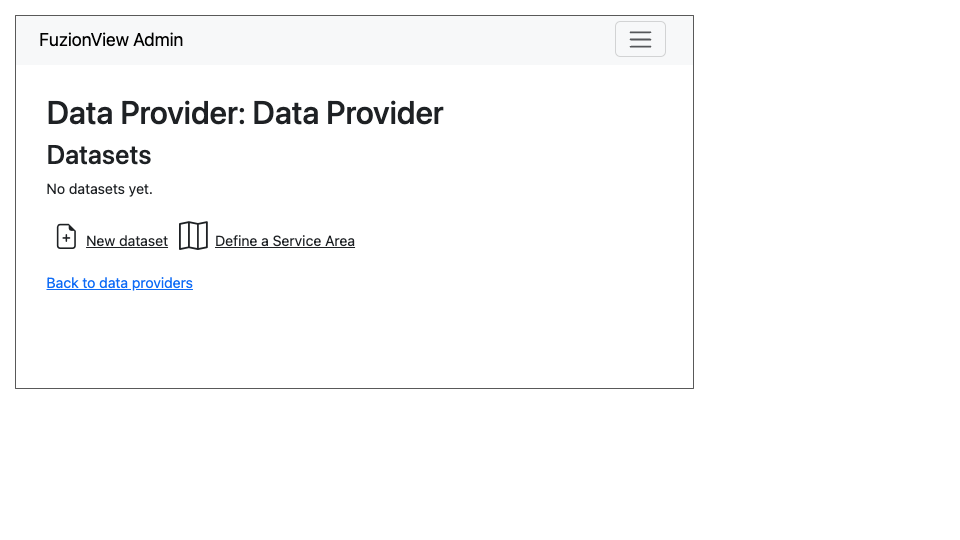 FuzionView Admin
Data Provider: Data Provider
Datasets
No datasets yet.
New dataset Define a Service Area
Back to data providers